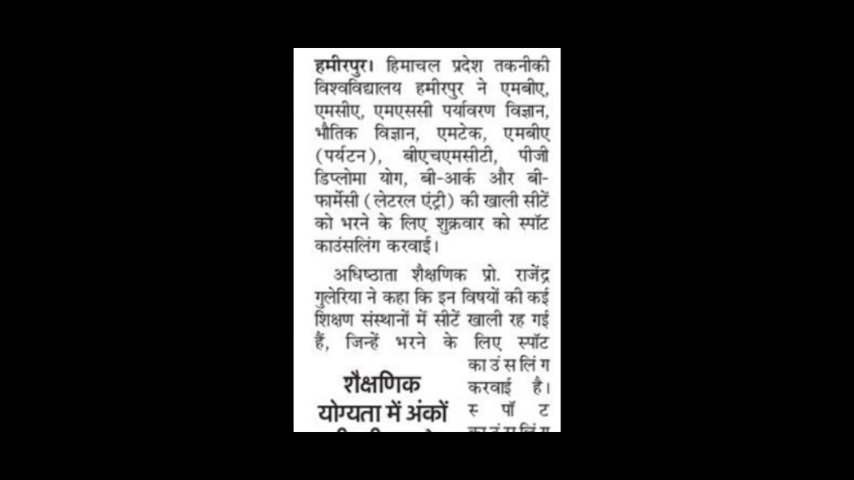 हमीरपुर। हिमाचल प्रदेश तकनीकी
विश्वविद्यालय हमीरपुर ने एमबीए,
एमसीए, एमएससी पर्यावरण विज्ञान,
भौतिक विज्ञान, एमटेक, एमबीए
(पर्यटन), बीएचएमसीटी, पीजी
डिप्लोमा योग, बी-आर्क और बी-
फार्मेसी (लेटरल एंट्री) की खाली सीटें
को भरने के लिए शुक्रवार को स्पॉट
काउंसलिंग करवाई।
अधिष्ठाता शैक्षणिक प्रो. राजेंद्र
गुलेरिया ने कहा कि इन विषयों की कई
शिक्षण संस्थानों में सीटें खाली रह गई
हैं, जिन्हें भरने के लिए स्पॉट
काउंसलिंग
करवाई है।
स्पॉट
काउंसलिंग
शैक्षणिक
योग्यता में अंकों